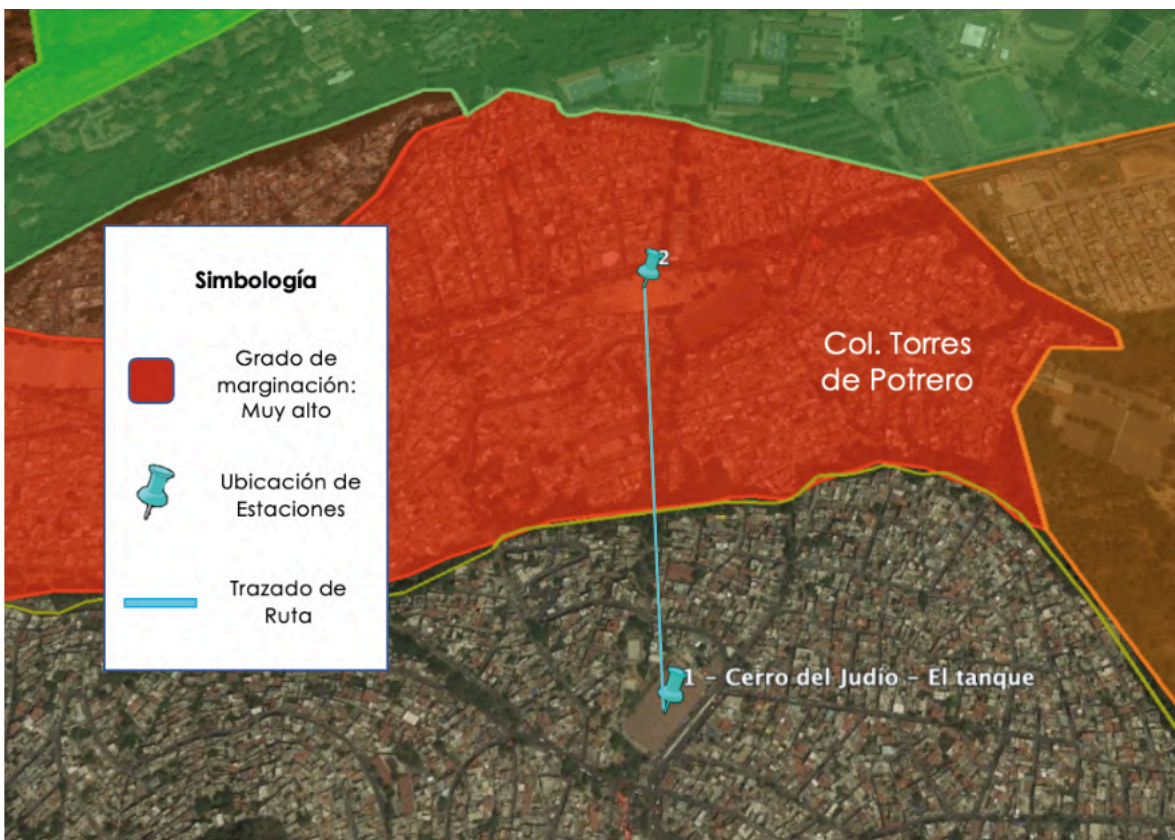 2
Simbología
Grado de
marginación:
Muy alto
Ubicación de
Estaciones
Trazado de
Ruta
Col. Torres
de Potrero
1 - Cerro del Judío - El tanque